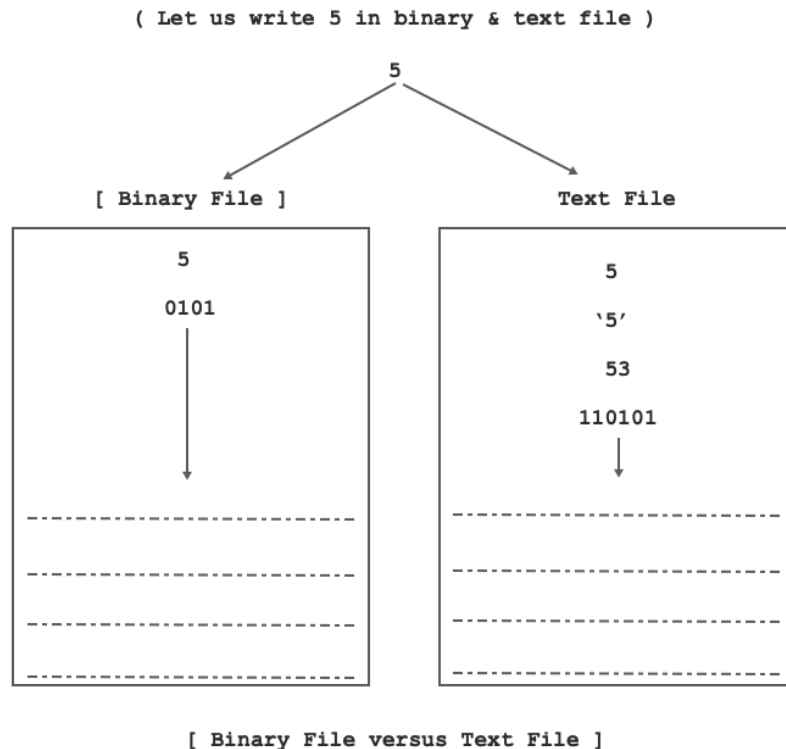 ( Let us write 5 in binary & text file )
5
[ Binary File ]
5
0101
Text File
5
‘5’
53
110101
[ Binary File versus Text File ]